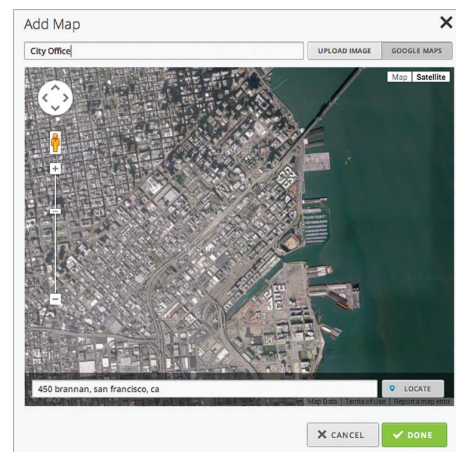 Add Map
City Office
UPLOAD IMAGE
GOOGLE MAPS
Map
Satellite
450 brannan, san francisco, ca
LOCATE
Map Data
Terms of Use
Report a map error
CANCEL
DONE